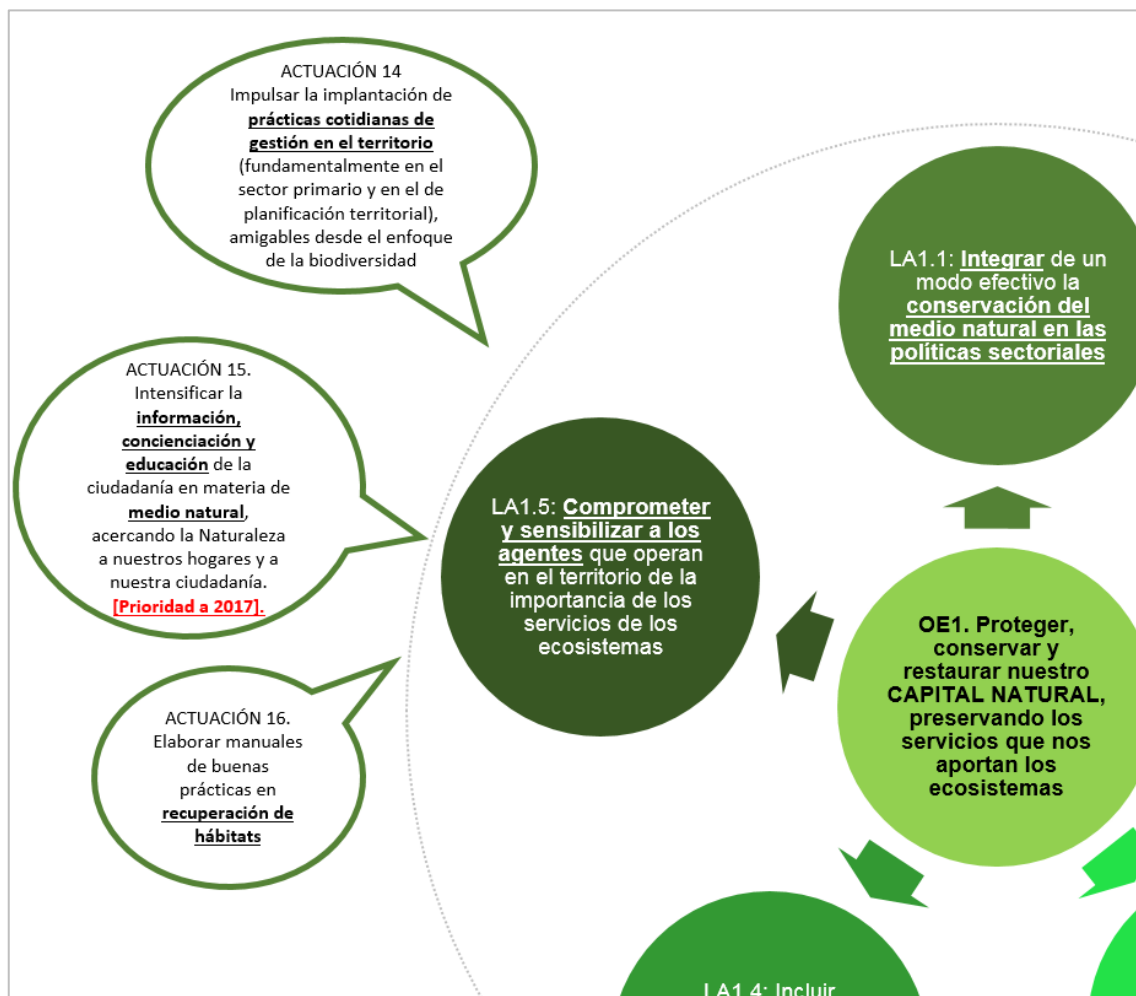 ACTUACIÓN 14
Impulsar la implantación de
prácticas cotidianas de
gestión en el territorio
(fundamentalmente en el
sector primario y en el de
planificación territorial),
amigables desde el enfoque
de la biodiversidad
LA1.1: Integrar de un
modo efectivo la
conservación del
medio natural en las
políticas sectoriales
ACTUACIÓN 15.
Intensificar la
información,
concienciación y
educación de la
ciudadanía en materia de
medio natural,
acercando la Naturaleza
a nuestros hogares y a
nuestra ciudadanía.
[Prioridad a 2017].
LA1.5: Comprometer
y sensibilizar a los
agentes que operan
en el territorio de la
importancia de los
servicios de los
ecosistemas
OE1. Proteger,
conservar y
restaurar nuestro
CAPITAL NATURAL,
preservando los
servicios que nos
aportan los
ecosistemas
ACTUACIÓN 16.
Elaborar manuales
de buenas
prácticas en
recuperación de
hábitats
LA1.4: Incluir